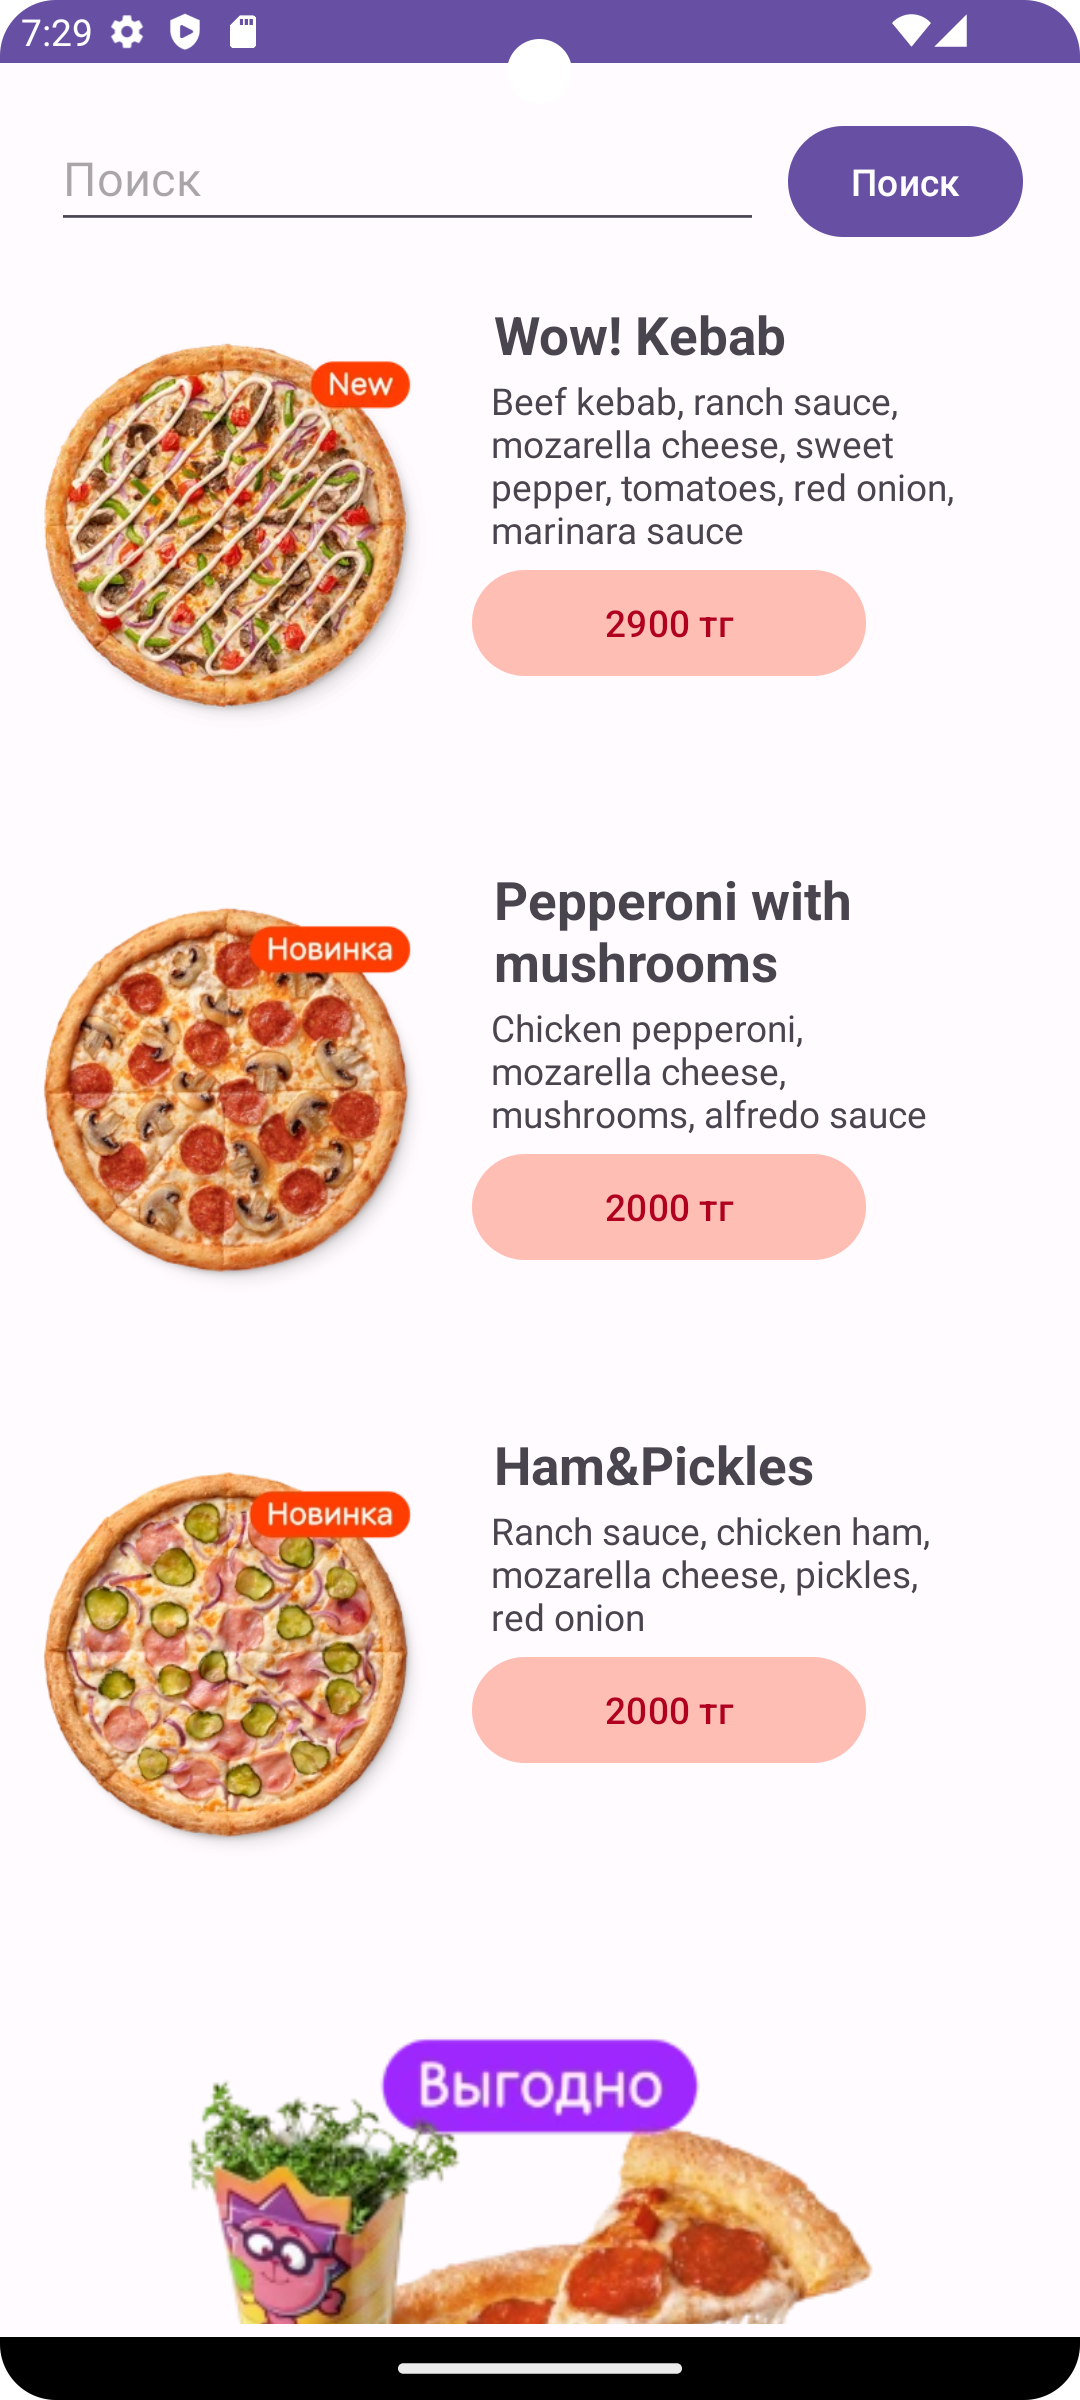 7:29
Поиск
Поиск
New
Wow! Kebab
Beef kebab, ranch sauce,
mozarella cheese, sweet
pepper, tomatoes, red onion,
marinara sauce
2900 тг
Новинка
Pepperoni with
mushrooms
Chicken pepperoni,
mozarella cheese,
mushrooms, alfredo sauce
2000 тг
Новинка
Ham&Pickles
Ranch sauce, chicken ham,
mozarella cheese, pickles,
red onion
2000 тг
Выгодно